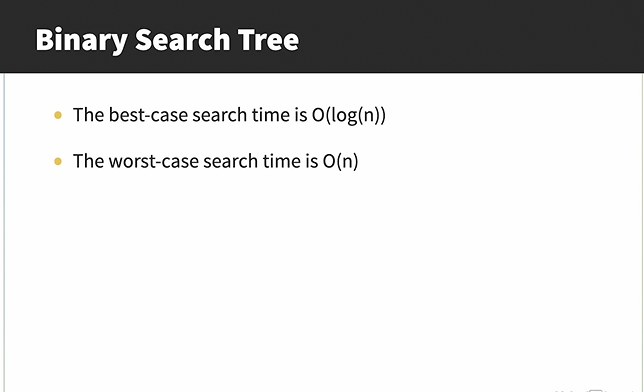 Binary Search Tree
The best-case search time is O(log(n))
The worst-case search time is O(n)